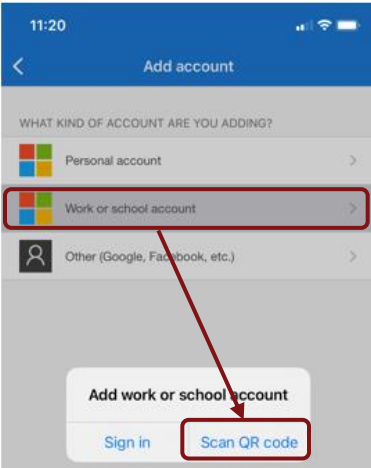 11:20
Add account
WHAT KIND OF ACCOUNT ARE YOU ADDING?
Personal account
Work or school account
Other (Google, Facebook, etc.)
Add work or school account
Sign in
Scan QR code